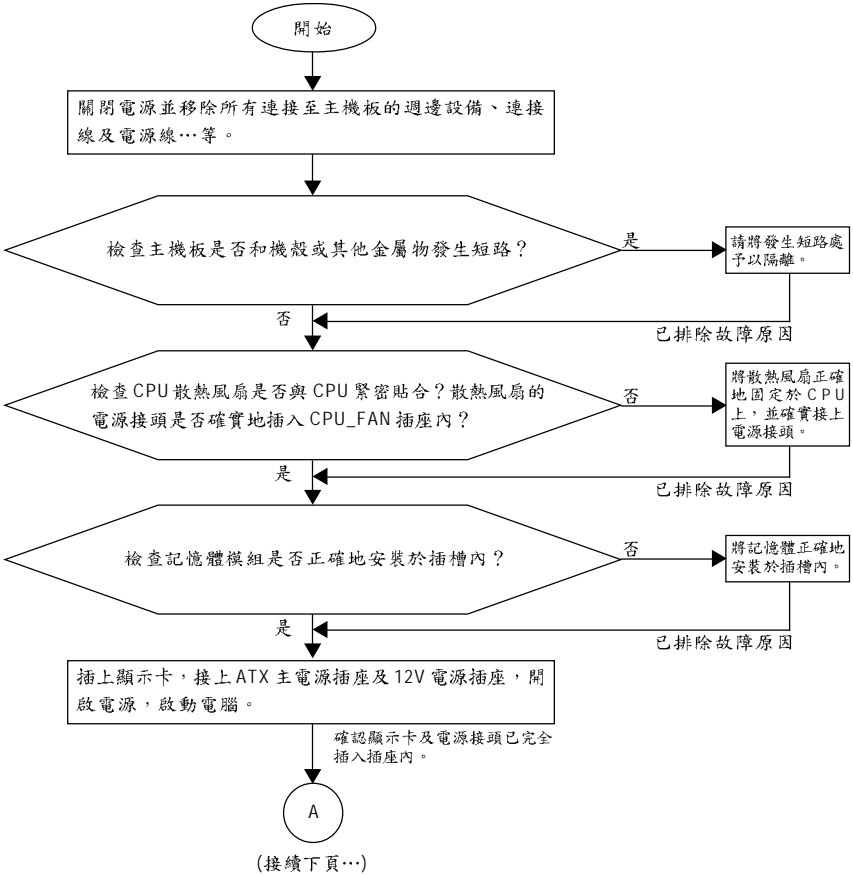 開始
關閉電源並移除所有連接至主機板的週邊設備、連接
線及電源線…等。
檢查主機板是否和機殼或其他金屬物發生短路？
是
請將發生短路處
予以隔離。
否
已排除故障原因
檢查 CPU 散熱風扇是否與 CPU 緊密貼合？散熱風扇的
電源接頭是否確實地插入 CPU_FAN 插座內？
否
將散熱風扇正確
地固定於 CPU
上，並確實接上
電源接頭。
是
已排除故障原因
檢查記憶體模組是否正確地安裝於插槽內？
否
將記憶體正確地
安裝於插槽內。
是
已排除故障原因
插上顯示卡，接上 ATX 主電源插座及 12V 電源插座，開
啟電源，啟動電腦。
確認顯示卡及電源接頭已完全
插入插座內。
A
(接續下頁…)